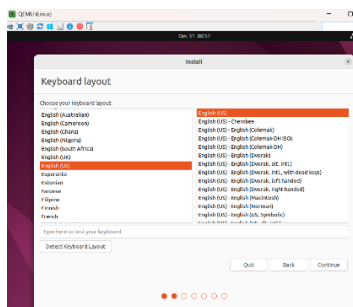 QEMU (Linux)
Dec 31 08:51
Install
Keyboard layout
Choose your keyboard layout:
English (Australian)
English (Cameroon)
English (Ghana)
English (Nigeria)
English (South Africa)
English (UK)
English (US)
Esperanto
Estonian
Faroese
Filipino
Finnish
French
English (US)
English (US) - Cherokee
English (US) - English (Colemak)
English (US) - English (Colemak-DH ISO)
English (US) - English (Colemak-DH)
English (US) - English (Dvorak)
English (US) - English (Dvorak, alt. intl.)
English (US) - English (Dvorak, intl., with dead keys)
English (US) - English (Dvorak, left-handed)
English (US) - English (Dvorak, right-handed)
English (US) - English (Macintosh)
English (US) - English (Norman)
English (US) - English (US, Symbolic)
Type here to test your keyboard
Detect Keyboard Layout
Quit
Back
Continue